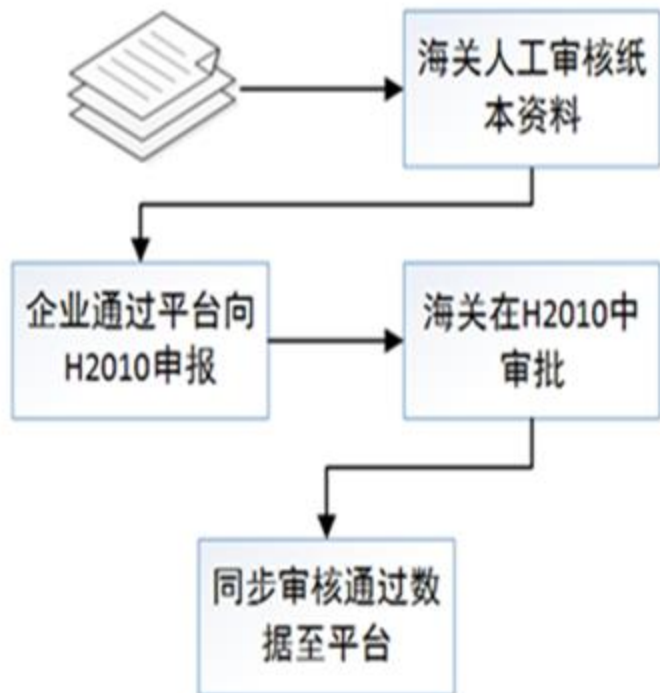 海关人工审核纸
本资料
企业通过平台向
H2010申报
海关在H2010中
审批
同步审核通过数
据至平台